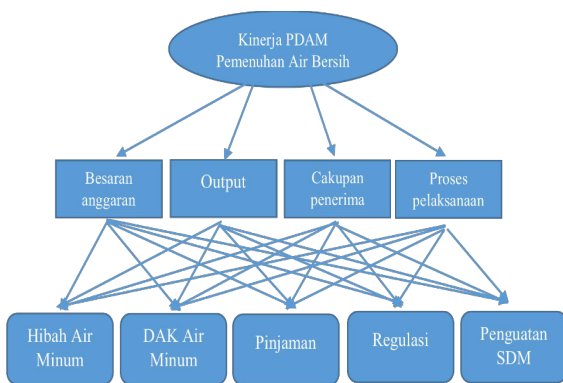 Kinerja PDAM
Pemenuhan Air Bersih
Besaran
anggaran
Output
Cakupan
penerima
Proses
pelaksanaan
Hibah Air
Minum
DAK Air
Minum
Pinjaman
Regulasi
Penguatan
SDM